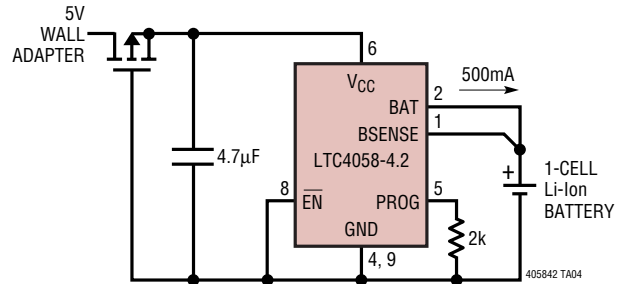 5V
WALL
ADAPTER
6
VCC
500mA
BAT
2
BSENSE
1
4.7µF
LTC4058-4.2
8
EN
PROG
5
GND
4, 9
2k
+
1-CELL
Li-Ion
BATTERY
405842 TA04